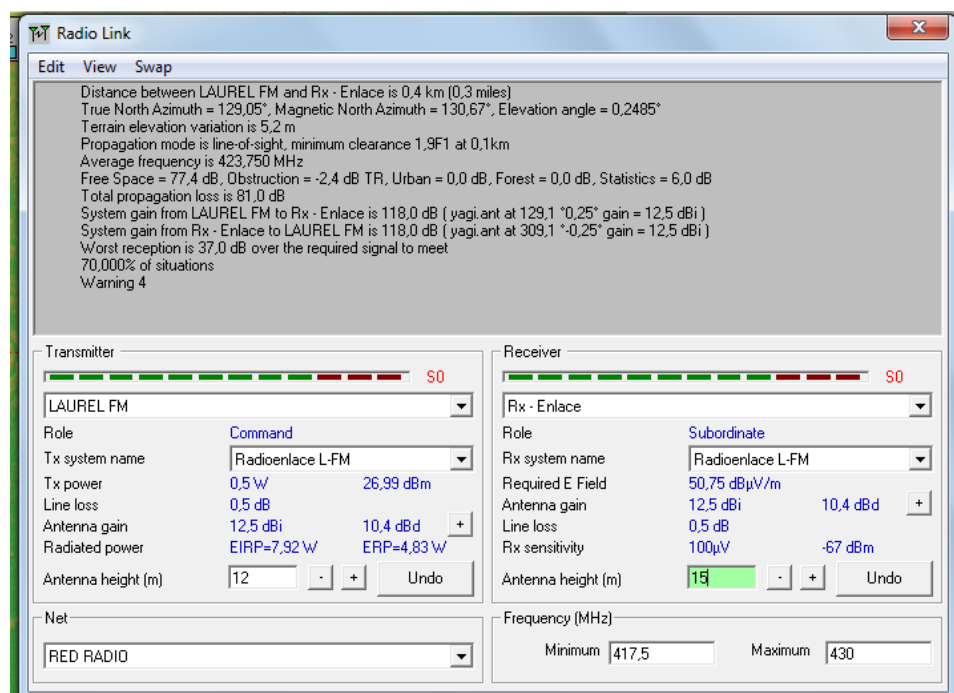 Radio Link
Edit View Swap
Distance between LAUREL FM and Rx - Enlace is 0,4 km (0,3 miles)
True North Azimuth = 129,05°, Magnetic North Azimuth = 130,67°, Elevation angle = 0,2485°
Terrain elevation variation is 5,2 m
Propagation mode is line-of-sight, minimum clearance 1,9F1 at 0,1km
Average frequency is 423,750 MHz
Free Space = 77,4 dB, Obstruction = -2,4 dB TR, Urban = 0,0 dB, Forest = 0,0 dB, Statistics = 6,0 dB
Total propagation loss is 81,0 dB
System gain from LAUREL FM to Rx - Enlace is 118,0 dB ( yagi.ant at 129,1 °0,25° gain = 12,5 dBi )
System gain from Rx - Enlace to LAUREL FM is 118,0 dB ( yagi.ant at 309,1 °-0,25° gain = 12,5 dBi )
Worst reception is 37,0 dB over the required signal to meet
70,000% of situations
Warning 4
Transmitter
S0
LAUREL FM
Role Command
Tx system name Radioenlace L-FM
Tx power 0,5 W 26,99 dBm
Line loss 0,5 dB
Antenna gain 12,5 dBi 10,4 dBd +
Radiated power EIRP=7,92 W ERP=4,83 W
Antenna height (m) 12 - + Undo
Receiver
S0
Rx - Enlace
Role Subordinate
Rx system name Radioenlace L-FM
Required E Field 50,75 dBµV/m
Antenna gain 12,5 dBi 10,4 dBd +
Line loss 0,5 dB
Rx sensitivity 100µV -67 dBm
Antenna height (m) 15 - + Undo
Net
RED RADIO
Frequency (MHz)
Minimum 417,5 Maximum 430